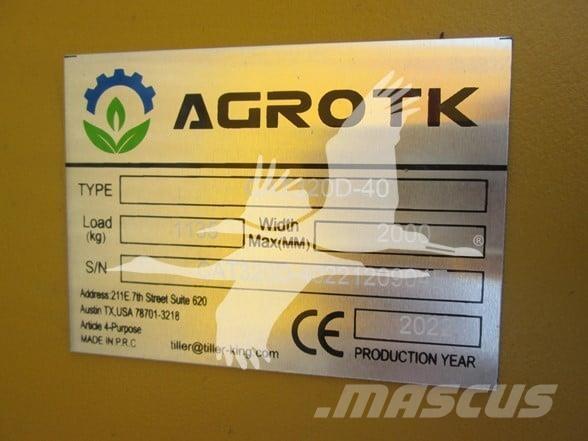 AGROTK
TYPE 20D-40
Load (kg) Width Max(MM) 2000
S/N
Address:211E.7th Street Suite 620
Austin TX,USA 78701-3218
Article 4-Purpose
MADE IN P.R.C
tiller@tiller-king.com
CE
2022
PRODUCTION YEAR
®
MASCUS